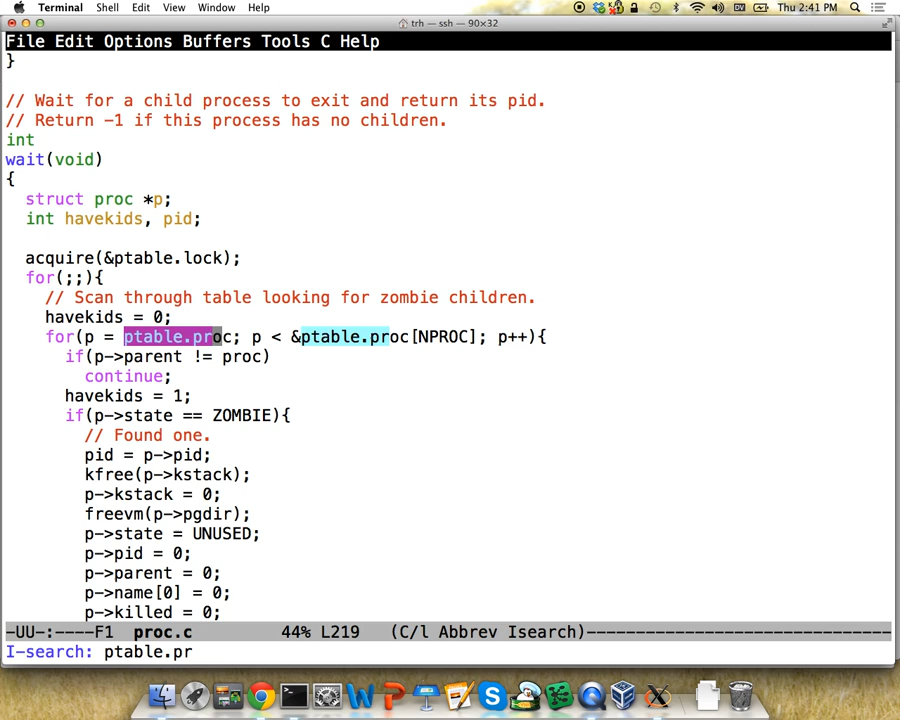 Terminal Shell Edit View Window Help Thu 2:41 PM
trh — ssh — 90×32
File Edit Options Buffers Tools C Help
}
// Wait for a child process to exit and return its pid.
// Return -1 if this process has no children.
int
wait(void)
{
struct proc *p;
int havekids, pid;
acquire(&ptable.lock);
for(;;){
// Scan through table looking for zombie children.
havekids = 0;
for(p = ptable.proc; p < &ptable.proc[NPROC]; p++){
if(p->parent != proc)
continue;
havekids = 1;
if(p->state == ZOMBIE){
// Found one.
pid = p->pid;
kfree(p->kstack);
p->kstack = 0;
freevm(p->pgdir);
p->state = UNUSED;
p->pid = 0;
p->parent = 0;
p->name[0] = 0;
p->killed = 0;
-UU-:----F1 proc.c 44% L219 (C/l Abbrev Isearch)-------------------------------
I-search: ptable.pr